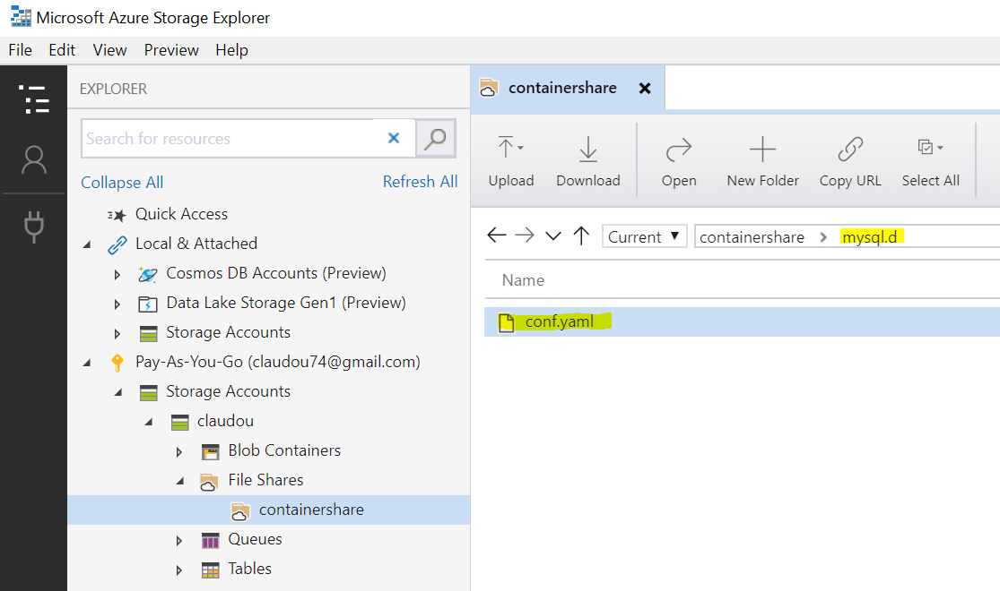 Microsoft Azure Storage Explorer
File Edit View Preview Help
EXPLORER
Search for resources
Collapse All Refresh All
Quick Access
Local & Attached
Cosmos DB Accounts (Preview)
Data Lake Storage Gen1 (Preview)
Storage Accounts
Pay-As-You-Go (claudou74@gmail.com)
Storage Accounts
claudou
Blob Containers
File Shares
containershare
Queues
Tables
containershare
Upload Download Open New Folder Copy URL Select All
Current containershare mysql.d
Name
conf.yaml